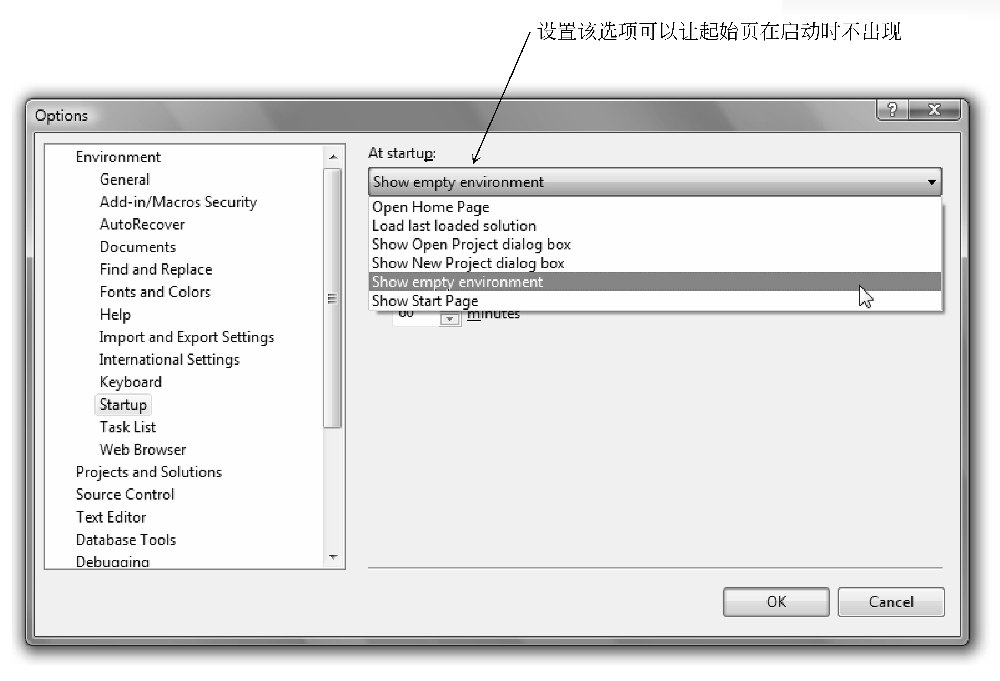 设置该选项可以让起始页在启动时不出现
Options
Environment
General
Add-in/Macros Security
AutoRecover
Documents
Find and Replace
Fonts and Colors
Help
Import and Export Settings
International Settings
Keyboard
Startup
Task List
Web Browser
Projects and Solutions
Source Control
Text Editor
Database Tools
Debugging
At startup:
Show empty environment
Open Home Page
Load last loaded solution
Show Open Project dialog box
Show New Project dialog box
Show empty environment
Show Start Page
minutes
OK
Cancel